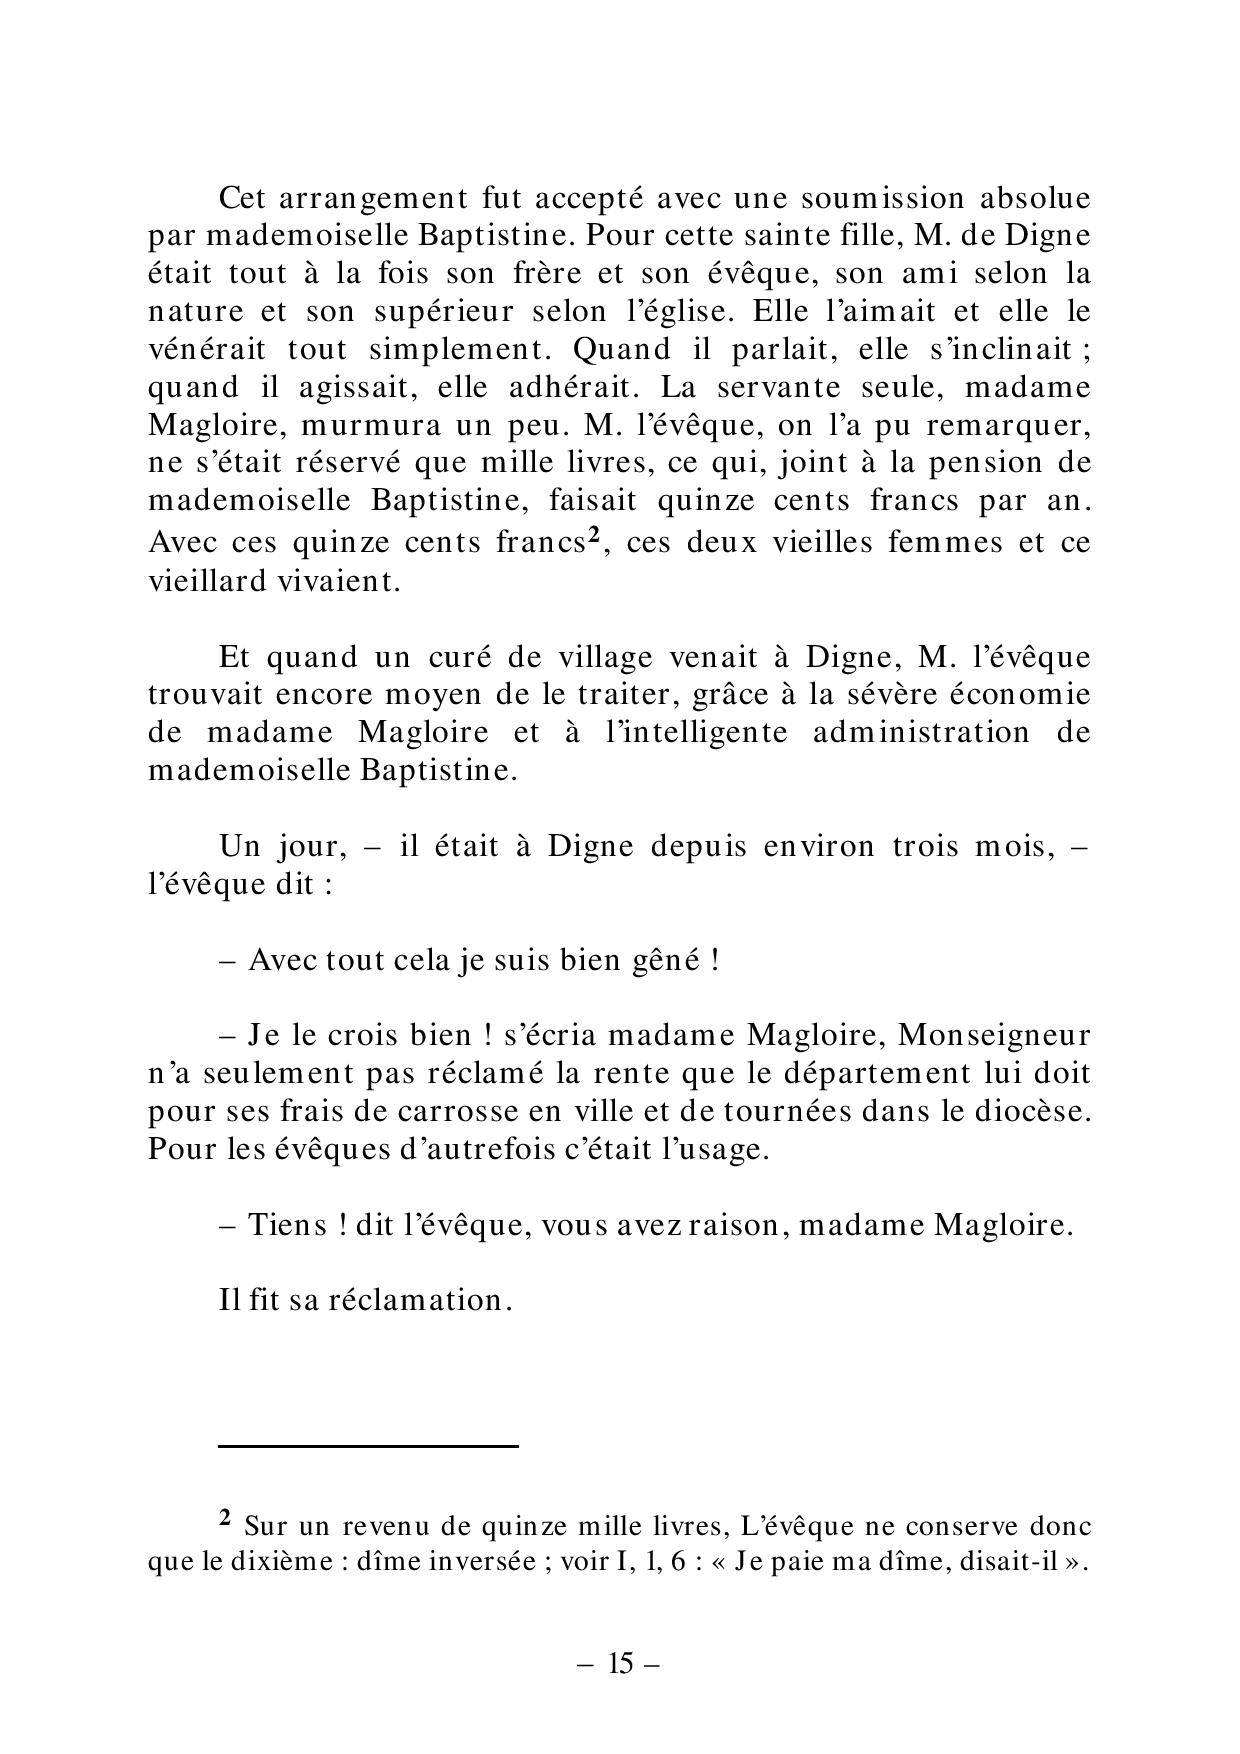 Cet arrangement fut accepté avec une soumission absolue
par mademoiselle Baptistine. Pour cette sainte fille, M. de Digne
était tout à la fois son frère et son évêque, son ami selon la
nature et son supérieur selon l’église. Elle l’aimait et elle le
vénérait tout simplement. Quand il parlait, elle s’inclinait ;
quand il agissait, elle adhérait. La servante seule, madame
Magloire, murmura un peu. M. l’évêque, on l’a pu remarquer,
ne s’était réservé que mille livres, ce qui, joint à la pension de
mademoiselle Baptistine, faisait quinze cents francs par an.
Avec ces quinze cents francs², ces deux vieilles femmes et ce
vieillard vivaient.
Et quand un curé de village venait à Digne, M. l’évêque
trouvait encore moyen de le traiter, grâce à la sévère économie
de madame Magloire et à l’intelligente administration de
mademoiselle Baptistine.
Un jour, – il était à Digne depuis environ trois mois, –
l’évêque dit :
– Avec tout cela je suis bien gêné !
– Je le crois bien ! s’écria madame Magloire, Monseigneur
n’a seulement pas réclamé la rente que le département lui doit
pour ses frais de carrosse en ville et de tournées dans le diocèse.
Pour les évêques d’autrefois c’était l’usage.
– Tiens ! dit l’évêque, vous avez raison, madame Magloire.
Il fit sa réclamation.
² Sur un revenu de quinze mille livres, L’évêque ne conserve donc
que le dixième : dîme inversée ; voir I, 1, 6 : « Je paie ma dîme, disait-il ».
– 15 –